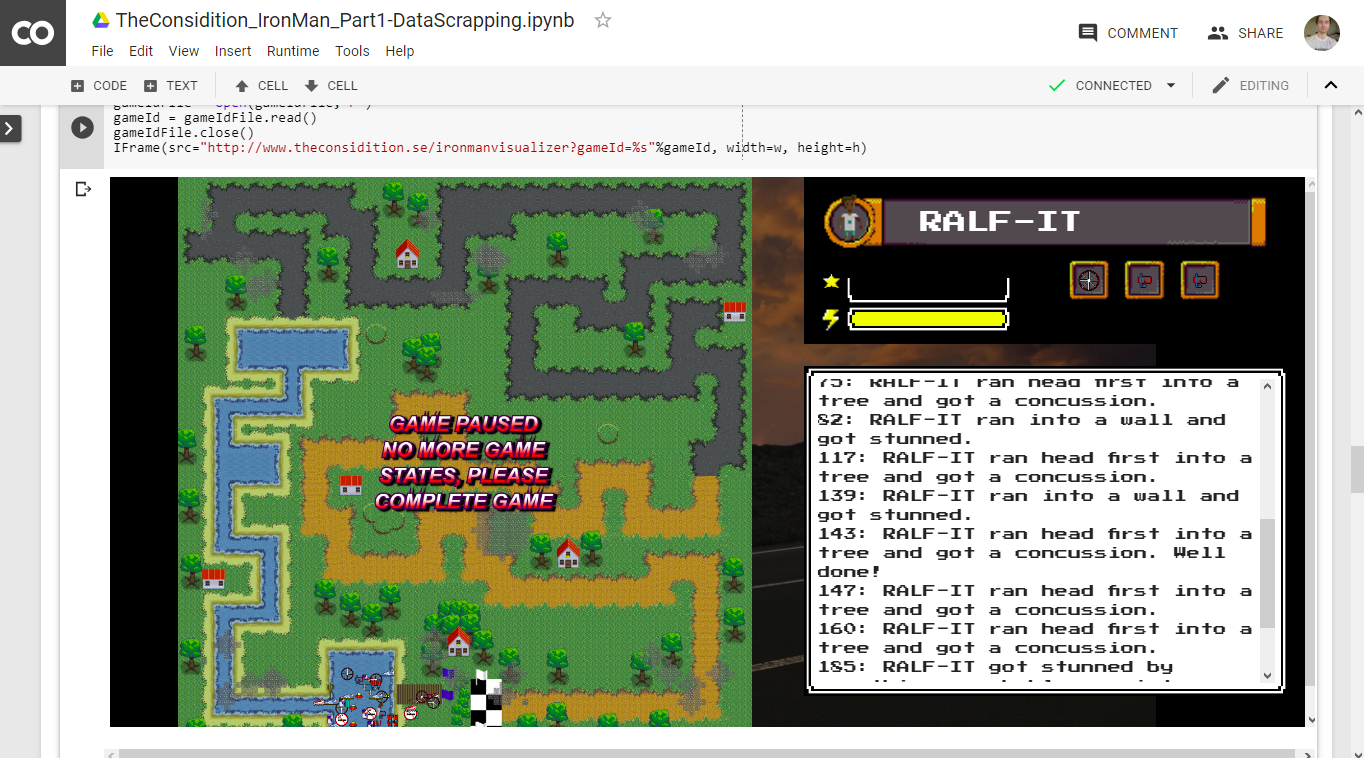 TheConsidition_IronMan_Part1-DataScrapping.ipynb
COMMENT
SHARE
File Edit View Insert Runtime Tools Help
CODE TEXT CELL CELL
CONNECTED
EDITING
gameId = gameIdFile.read()
gameIdFile.close()
IFrame(src="http://www.theconsidition.se/ironmanvisualizer?gameId=%s"%gameId, width=w, height=h)
RALF-IT
GAME PAUSED
NO MORE GAME
STATES, PLEASE
COMPLETE GAME
75: RALF-IT ran head first into a
tree and got a concussion.
82: RALF-IT ran into a wall and
got stunned.
117: RALF-IT ran head first into a
tree and got a concussion.
139: RALF-IT ran into a wall and
got stunned.
143: RALF-IT ran head first into a
tree and got a concussion. Well
done!
147: RALF-IT ran head first into a
tree and got a concussion.
160: RALF-IT ran head first into a
tree and got a concussion.
185: RALF-IT got stunned by